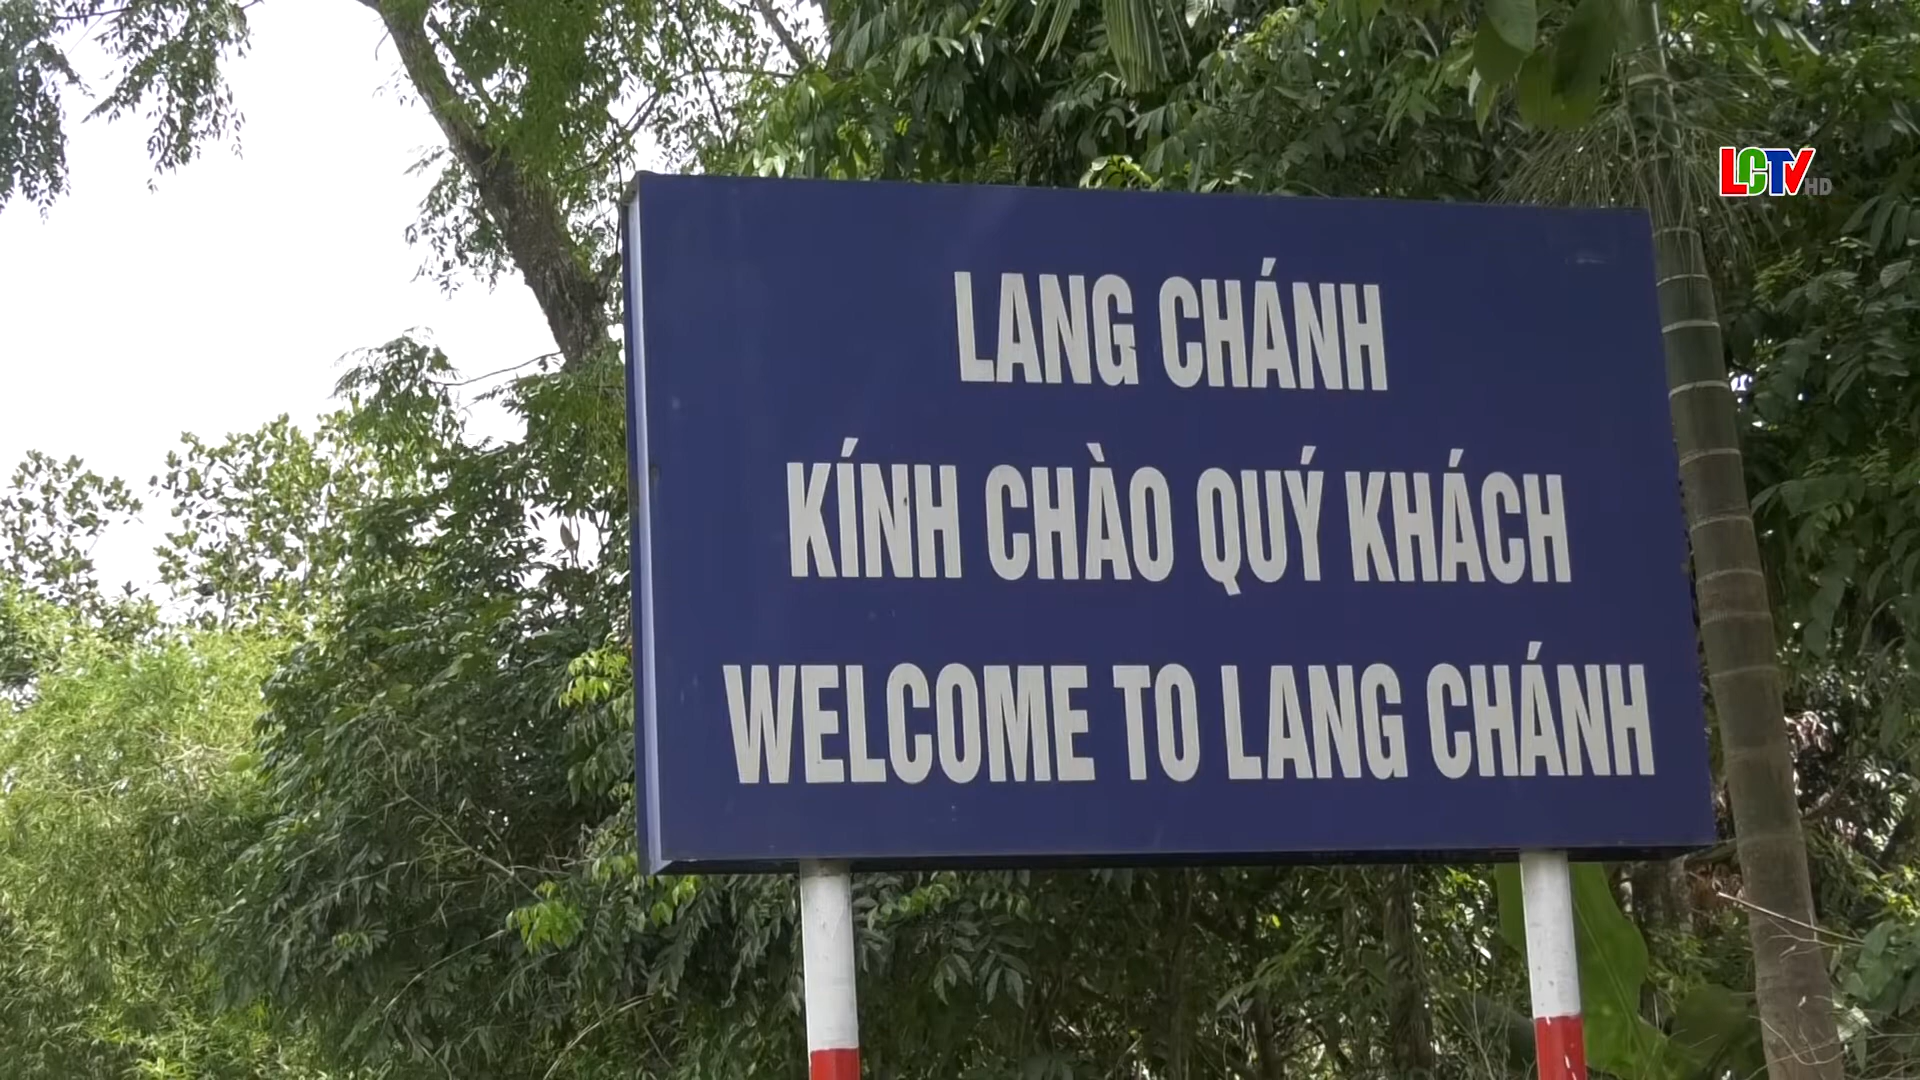 LCTV HD
LANG CHÁNH
KÍNH CHÀO QUÝ KHÁCH
WELCOME TO LANG CHÁNH